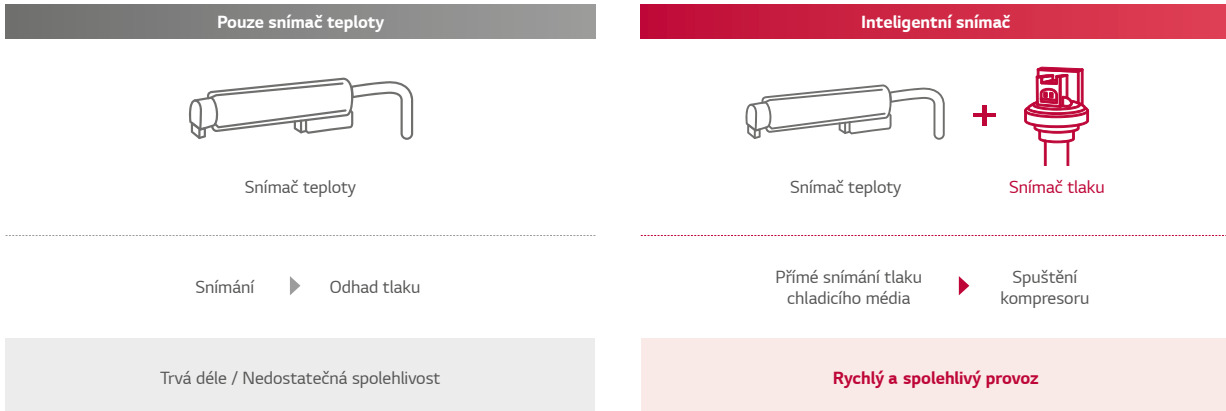 Pouze snímač teploty
Snímač teploty
Snímání
Odhad tlaku
Trvá déle / Nedostatečná spolehlivost
Inteligentní snímač
+
Snímač teploty
Snímač tlaku
Přímé snímání tlaku
chladicího média
Spuštění
kompresoru
Rychlý a spolehlivý provoz